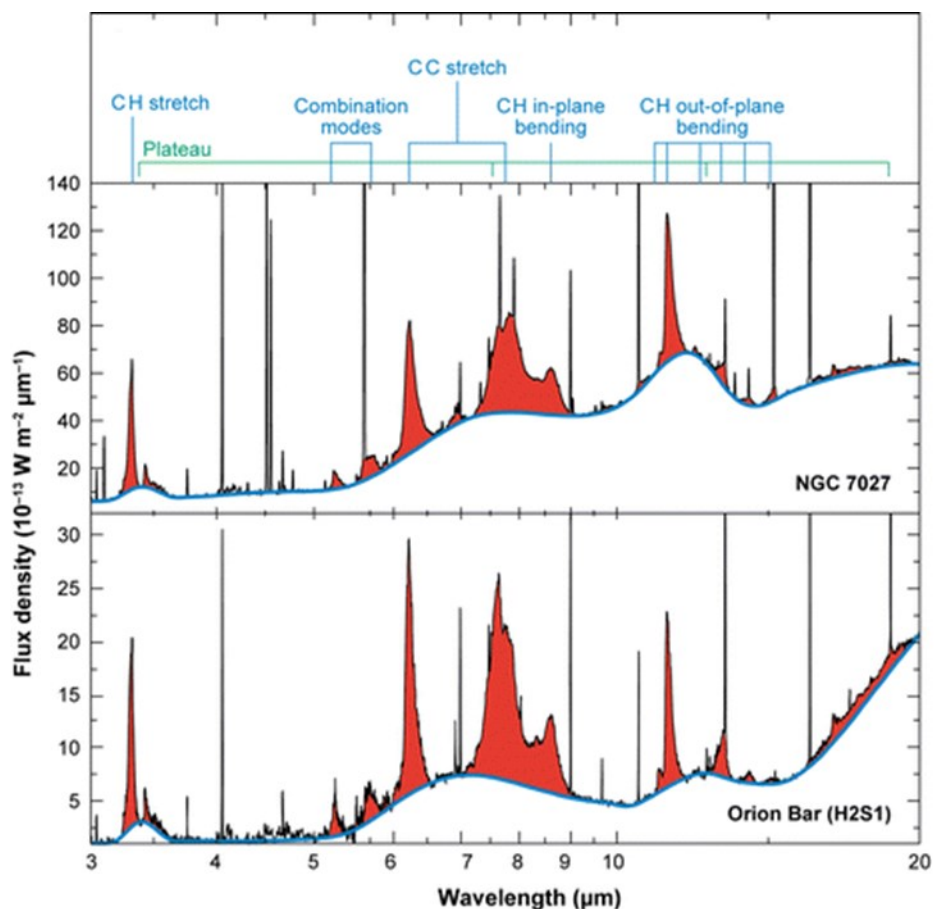 CC stretch
CH stretch
Combination
modes
CH in-plane
bending
CH out-of-plane
bending
Plateau
140
120
100
80
60
40
20
NGC 7027
Flux density (10⁻¹³ W m⁻² μm⁻¹)
30
25
20
15
10
5
Orion Bar (H2S1)
3 4 5 6 7 8 9 10 20
Wavelength (μm)